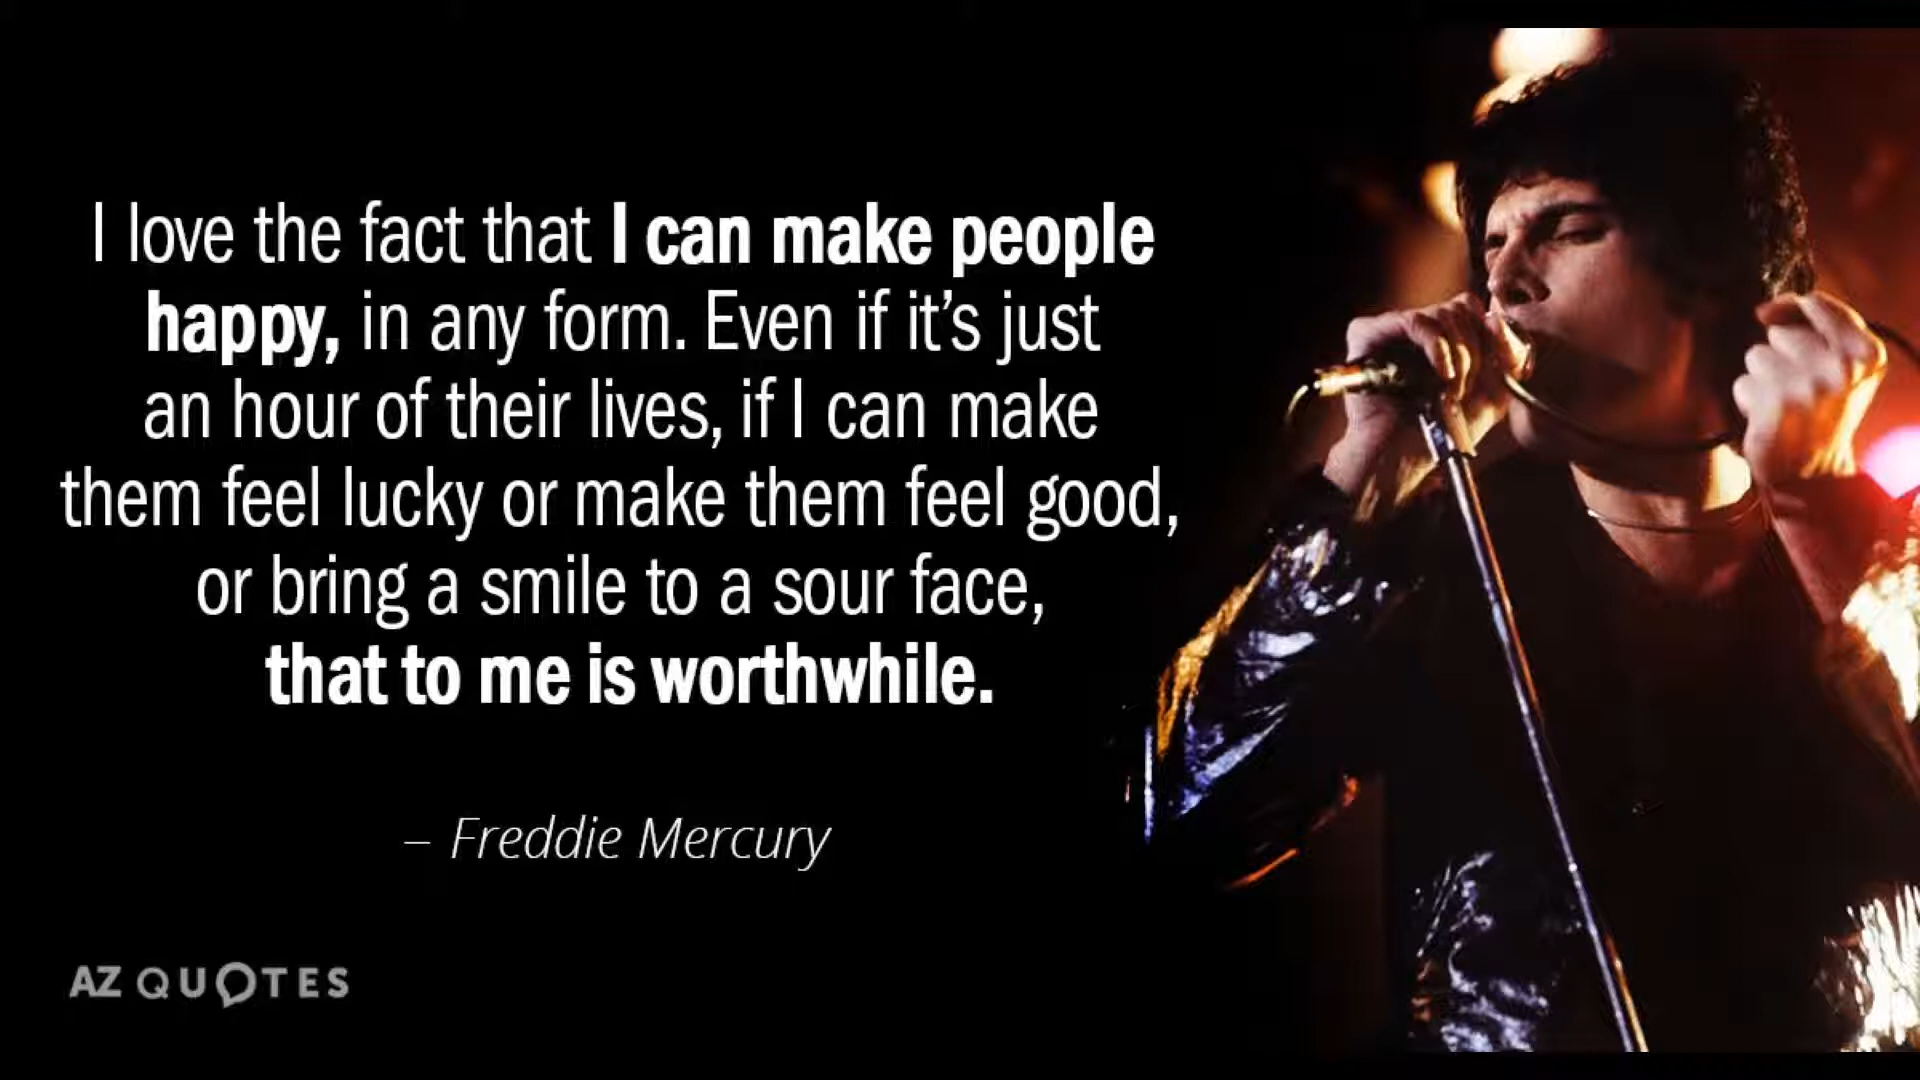 I love the fact that I can make people
happy, in any form. Even if it’s just
an hour of their lives, if I can make
them feel lucky or make them feel good,
or bring a smile to a sour face,
that to me is worthwhile.
– Freddie Mercury
AZ QUOTES